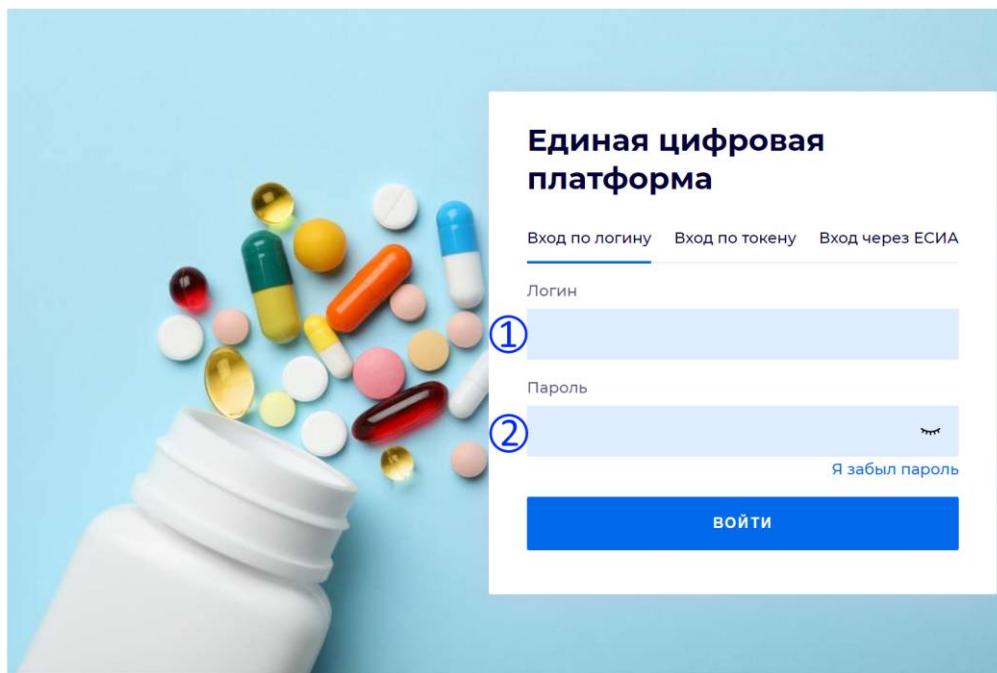 Единая цифровая
платформа
Вход по логину Вход по токену Вход через ЕСИА
Логин
①
Пароль
②
Я забыл пароль
ВОЙТИ